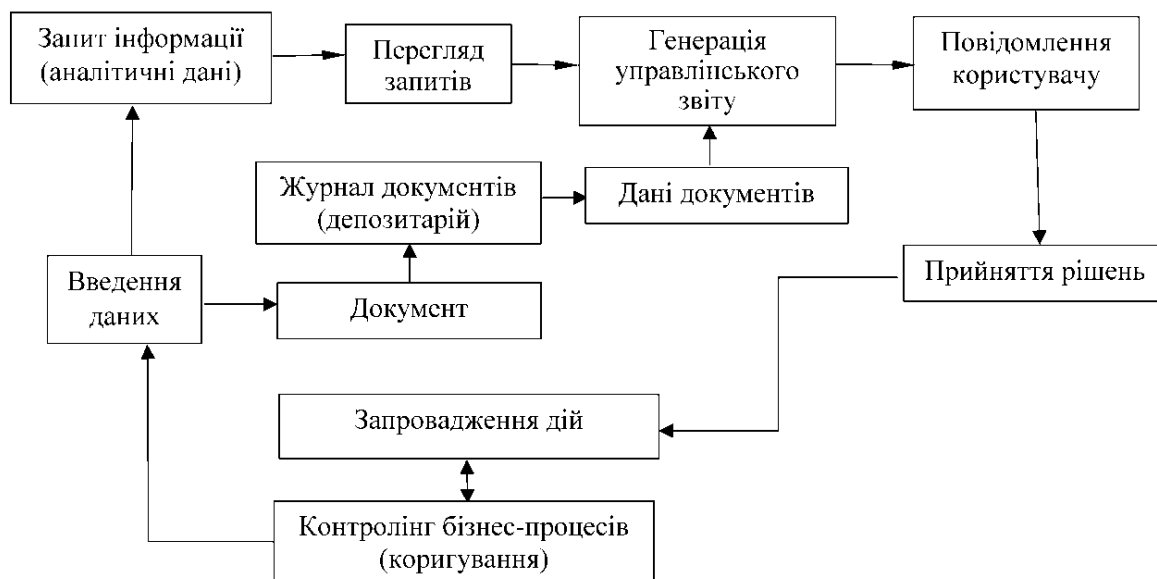 Запит інформації
(аналітичні дані)
Перегляд
запитів
Генерація
управлінського
звіту
Повідомлення
користувачу
Журнал документів
(депозитарій)
Дані документів
Введення
даних
Документ
Прийняття рішень
Запровадження дій
Контролінг бізнес-процесів
(коригування)